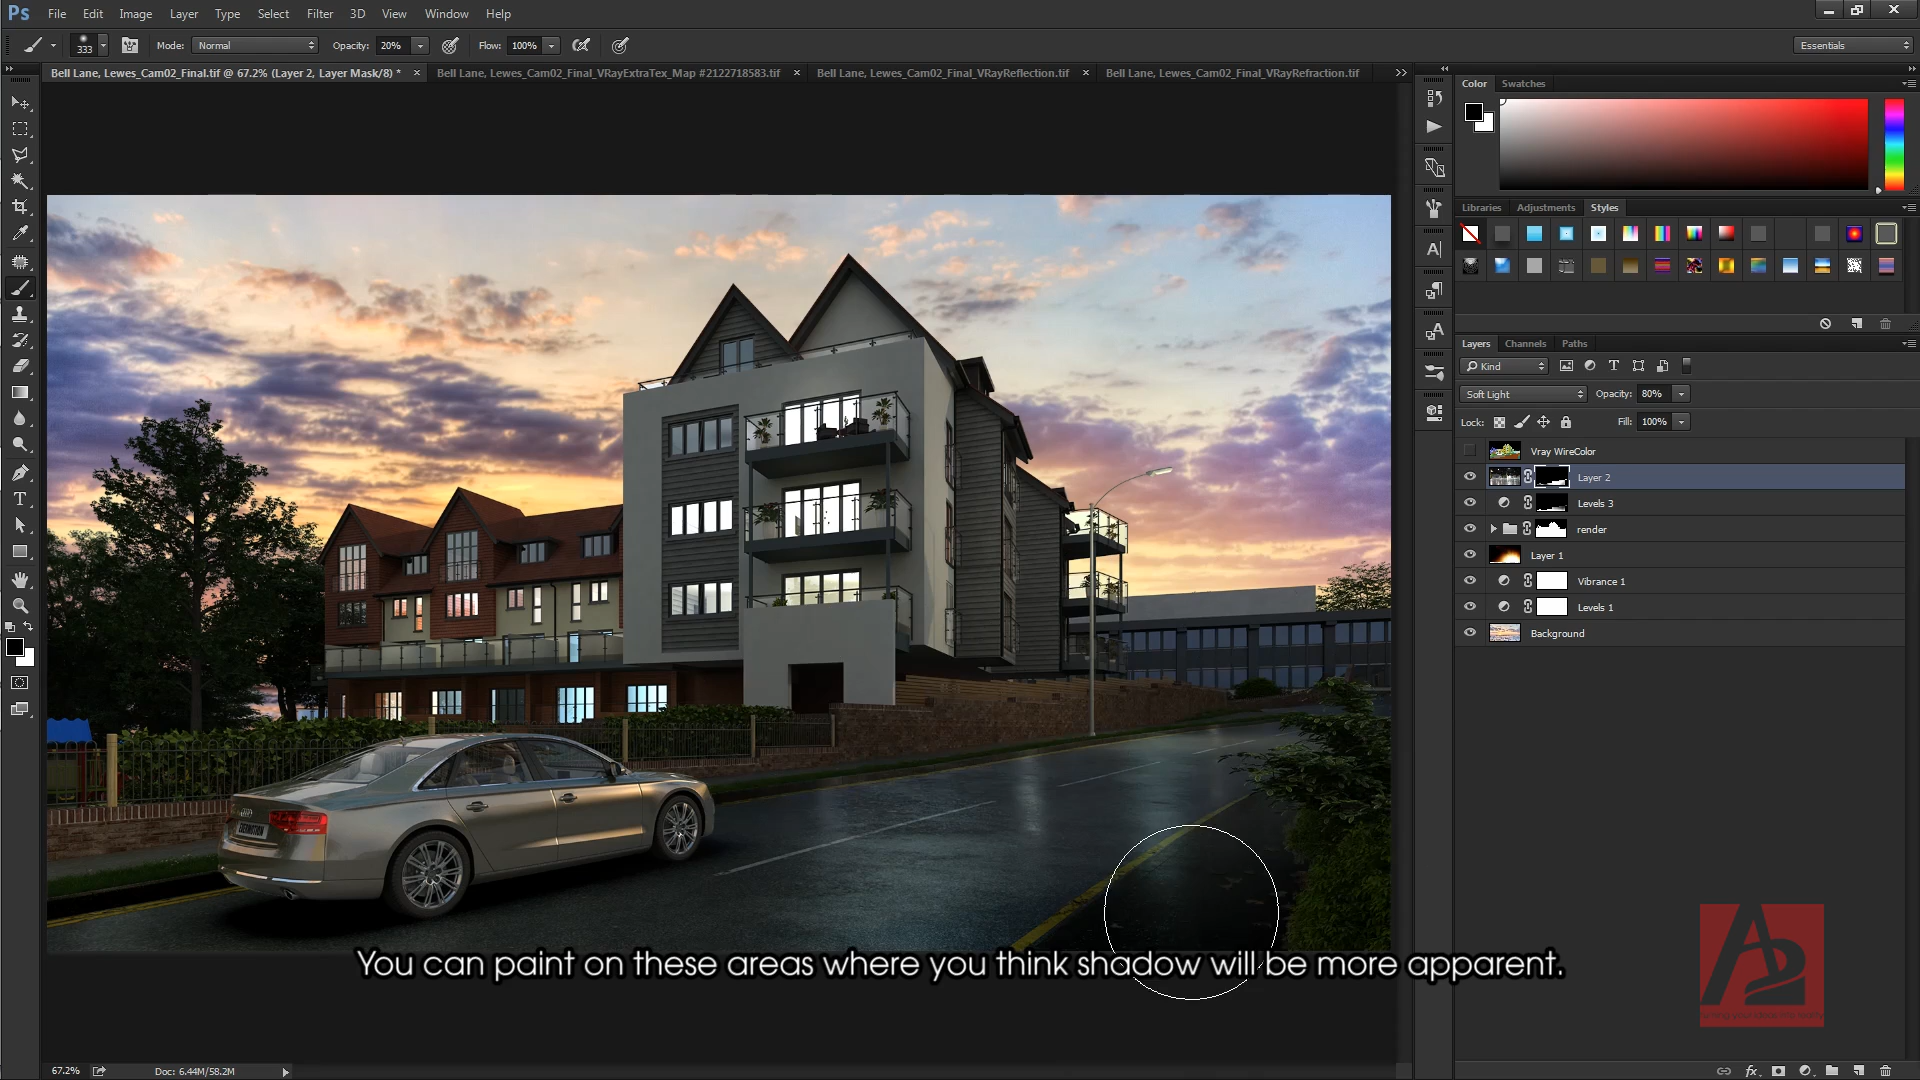 Ps File Edit Image Layer Type Select Filter 3D View Window Help
333 Mode: Normal Opacity: 20% Flow: 100% Essentials
Bell Lane, Lewes_Cam02_Final.tif @ 67.2% (Layer 2, Layer Mask/8) * × Bell Lane, Lewes_Cam02_Final_VRayExtraTex_Map #2122718583.tif × Bell Lane, Lewes_Cam02_Final_VRayReflection.tif × Bell Lane, Lewes_Cam02_Final_VRayRefraction.tif
Color Swatches
Libraries Adjustments Styles
Layers Channels Paths
Kind
Soft Light Opacity: 80%
Lock: Fill: 100%
Vray WireColor
Layer 2
Levels 3
render
Layer 1
Vibrance 1
Levels 1
Background
You can paint on these areas where you think shadow will be more apparent.
67.2% Doc: 6.44M/58.2M
fx